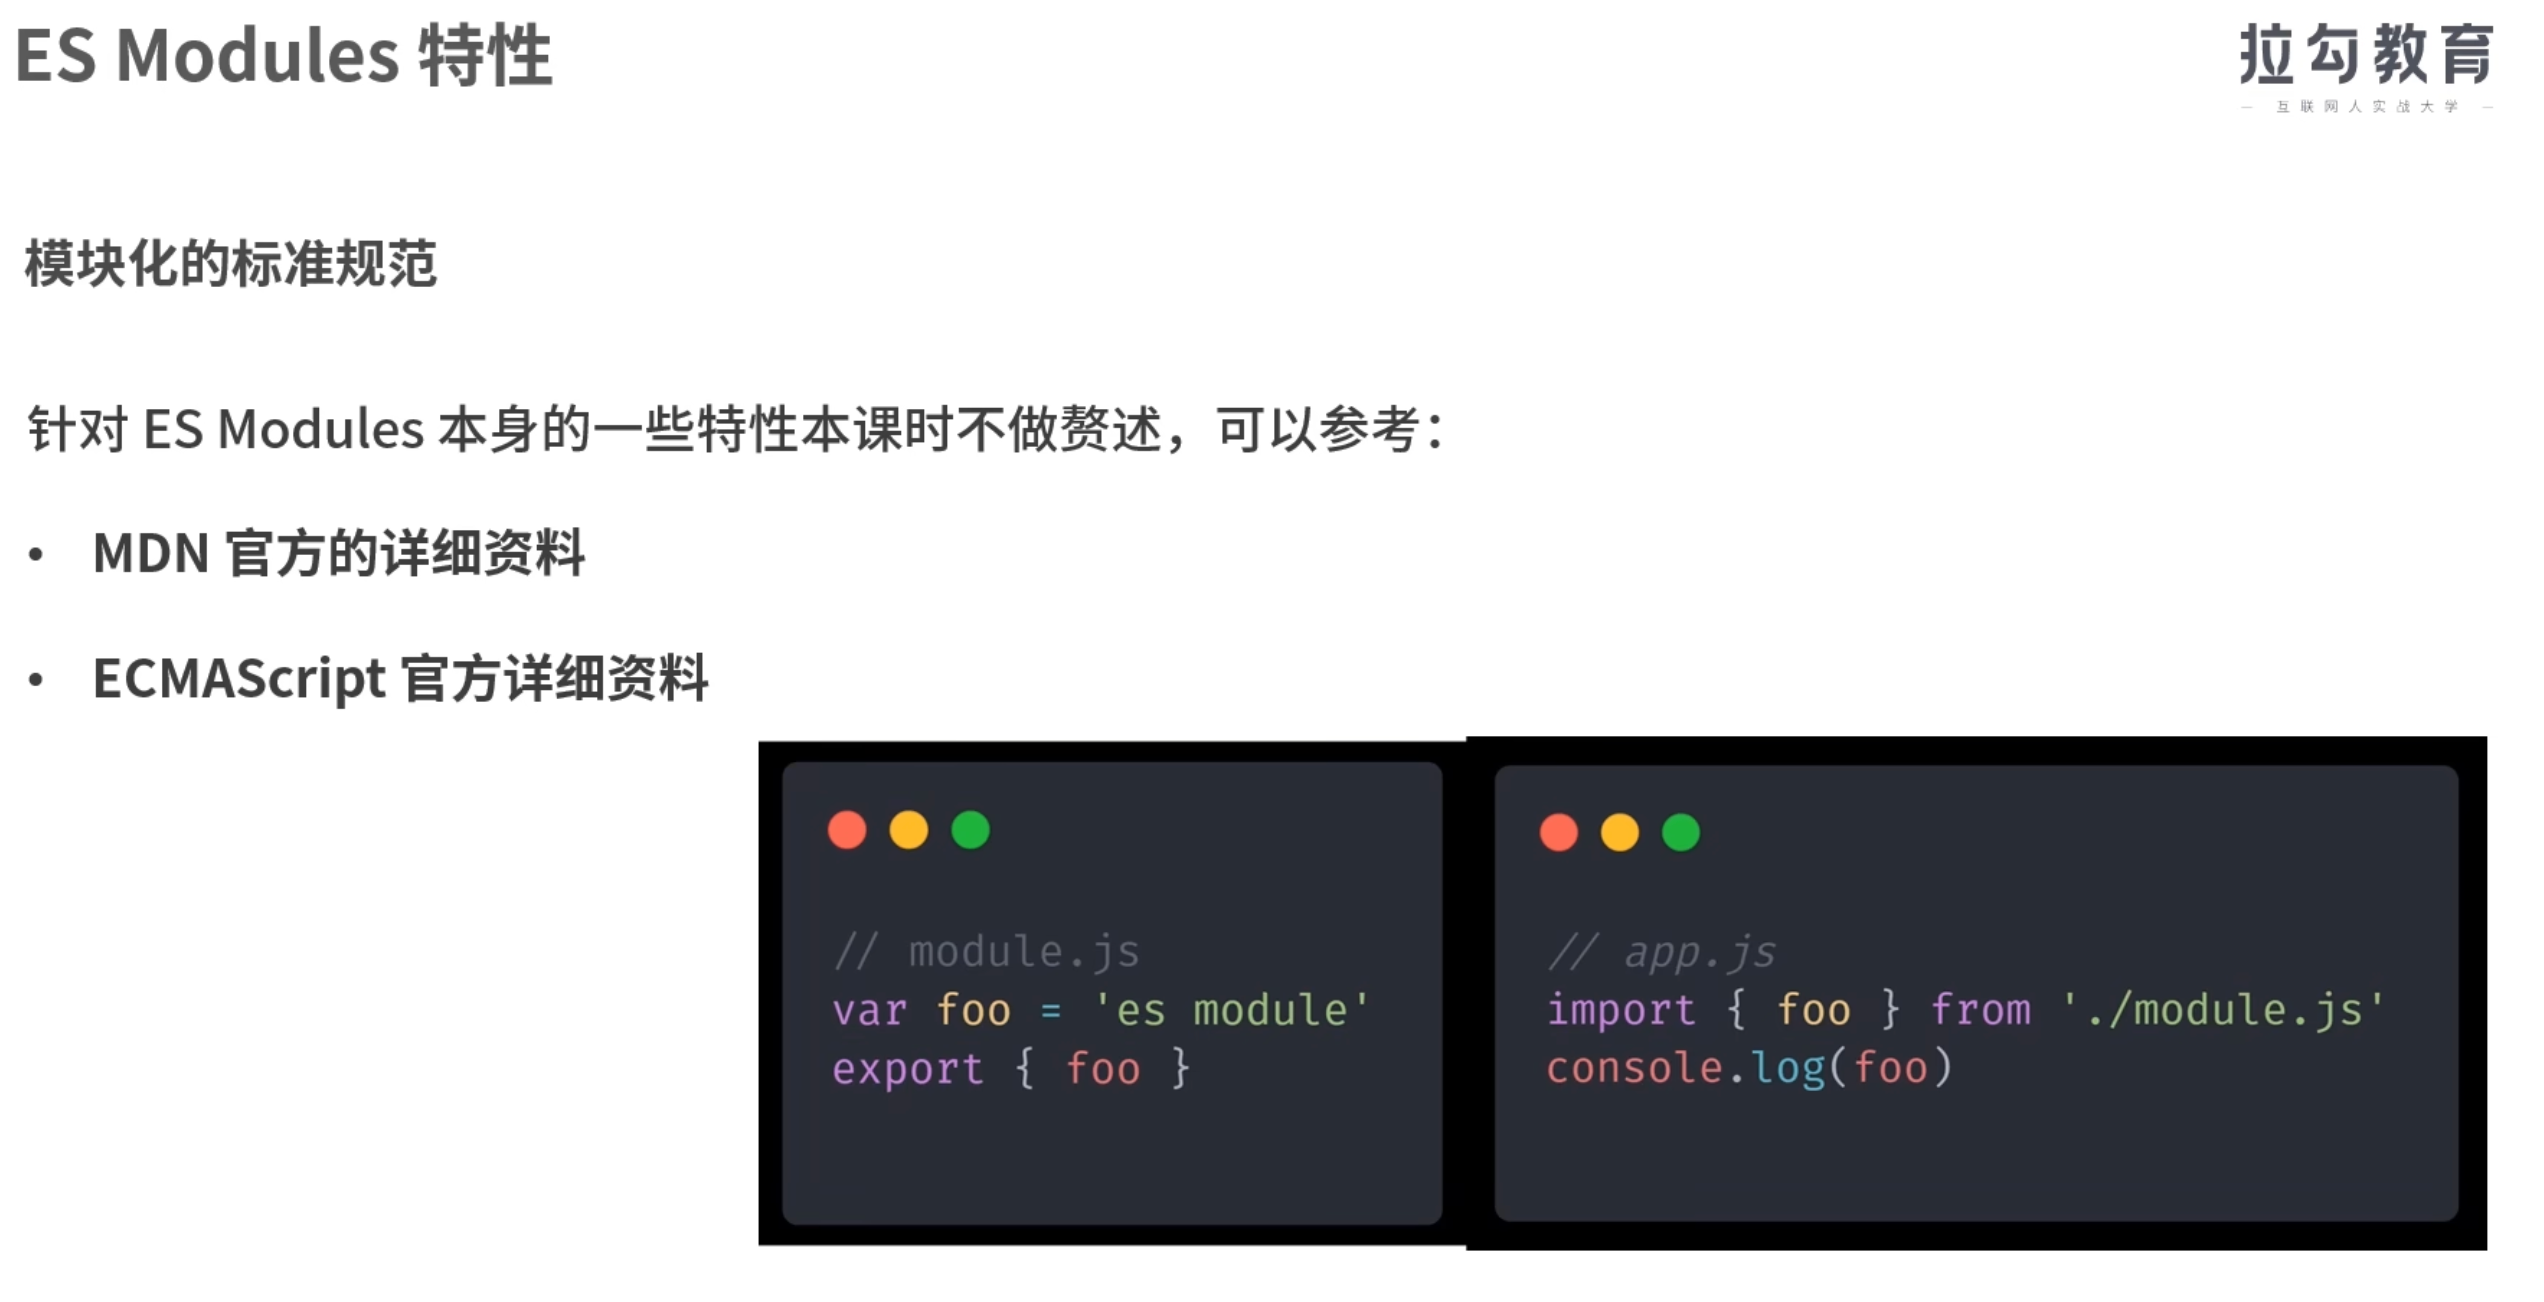 ES Modules 特性
拉勾教育
— 互联网人实战大学 —
模块化的标准规范
针对 ES Modules 本身的一些特性本课时不做赘述，可以参考：
• MDN 官方的详细资料
• ECMAScript 官方详细资料
// module.js
var foo = 'es module'
export { foo }
// app.js
import { foo } from './module.js'
console.log(foo)